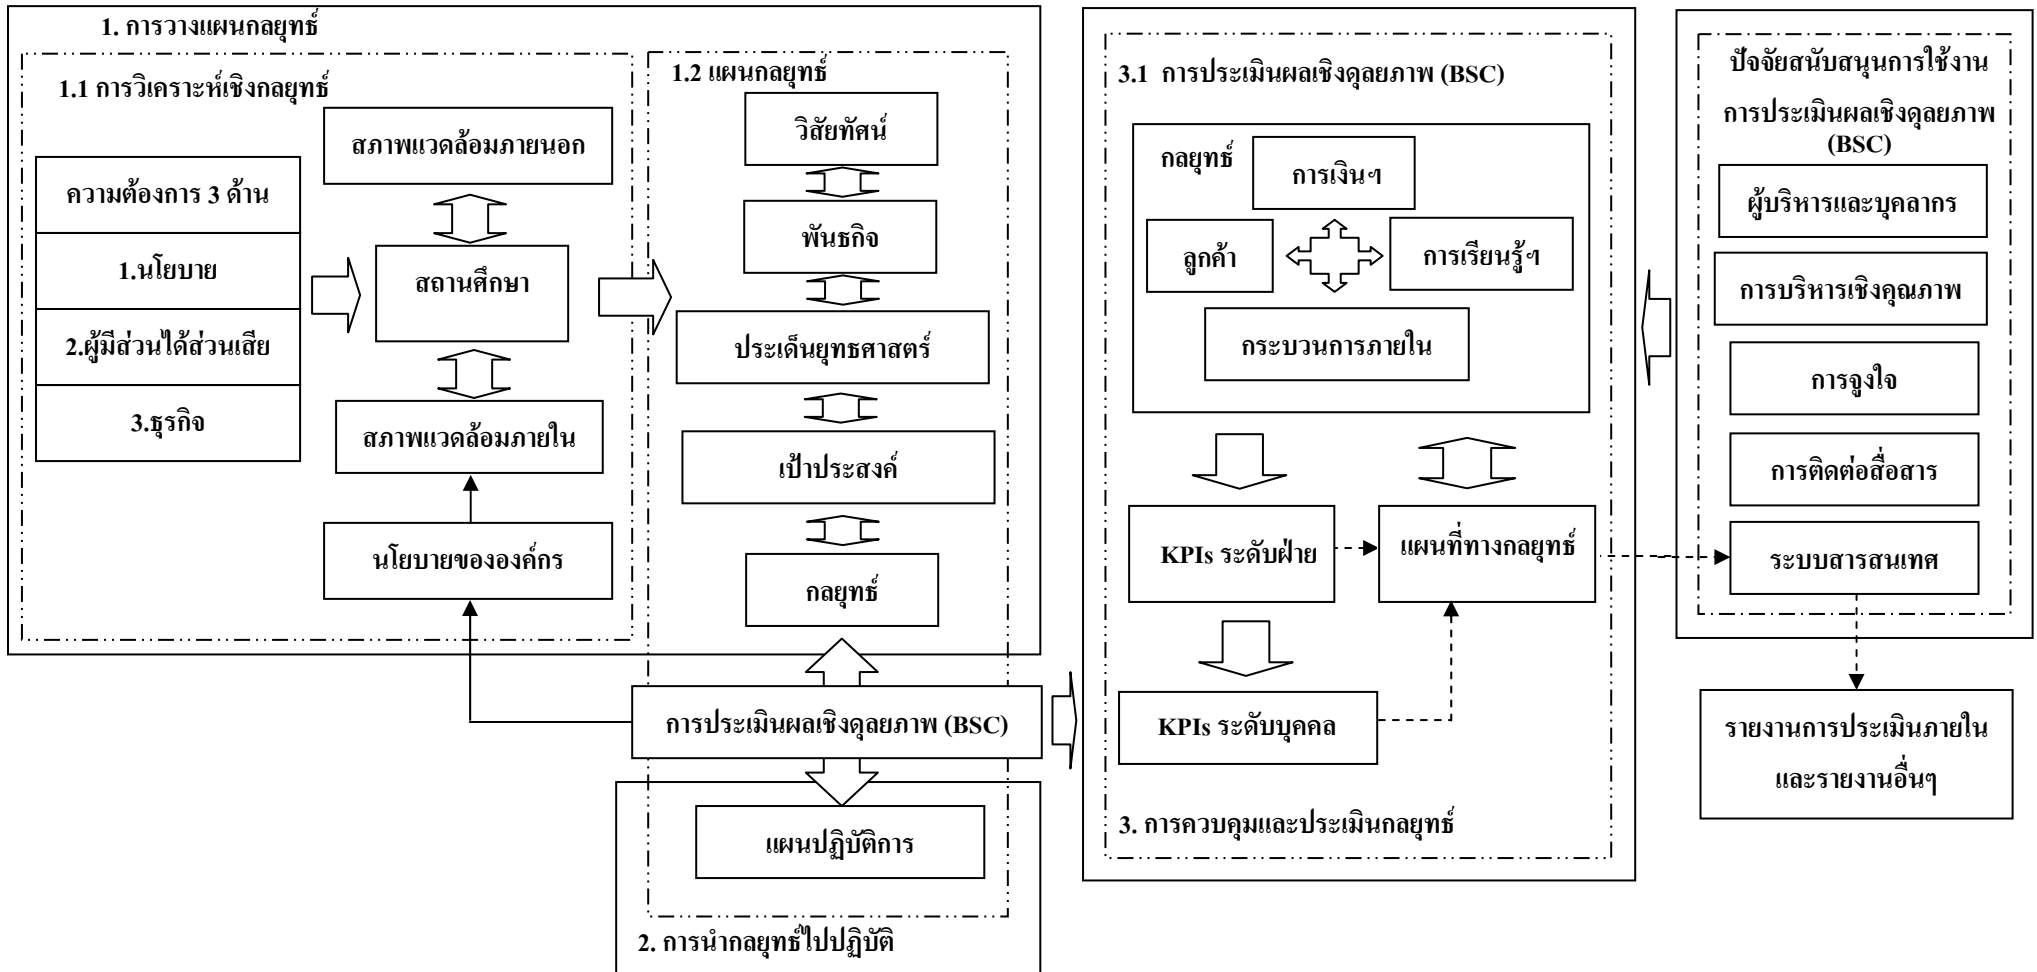 1. การวางแผนกลยุทธ์
1.1 การวิเคราะห์เชิงกลยุทธ์
ความต้องการ 3 ด้าน
1.นโยบาย
2.ผู้มีส่วนได้ส่วนเสีย
3.ธุรกิจ
สภาพแวดล้อมภายนอก
สถานศึกษา
สภาพแวดล้อมภายใน
นโยบายขององค์กร
1.2 แผนกลยุทธ์
วิสัยทัศน์
พันธกิจ
ประเด็นยุทธศาสตร์
เป้าประสงค์
กลยุทธ์
การประเมินผลเชิงดุลยภาพ (BSC)
แผนปฏิบัติการ
2. การนำกลยุทธ์ไปปฏิบัติ
3.1 การประเมินผลเชิงดุลยภาพ (BSC)
กลยุทธ์
การเงินฯ
ลูกค้า
การเรียนรู้ฯ
กระบวนการภายใน
KPIs ระดับฝ่าย
แผนที่ทางกลยุทธ์
KPIs ระดับบุคคล
3. การควบคุมและประเมินกลยุทธ์
ปัจจัยสนับสนุนการใช้งาน
การประเมินผลเชิงดุลยภาพ
(BSC)
ผู้บริหารและบุคลากร
การบริหารเชิงคุณภาพ
การจูงใจ
การติดต่อสื่อสาร
ระบบสารสนเทศ
รายงานการประเมินภายใน
และรายงานอื่นๆ